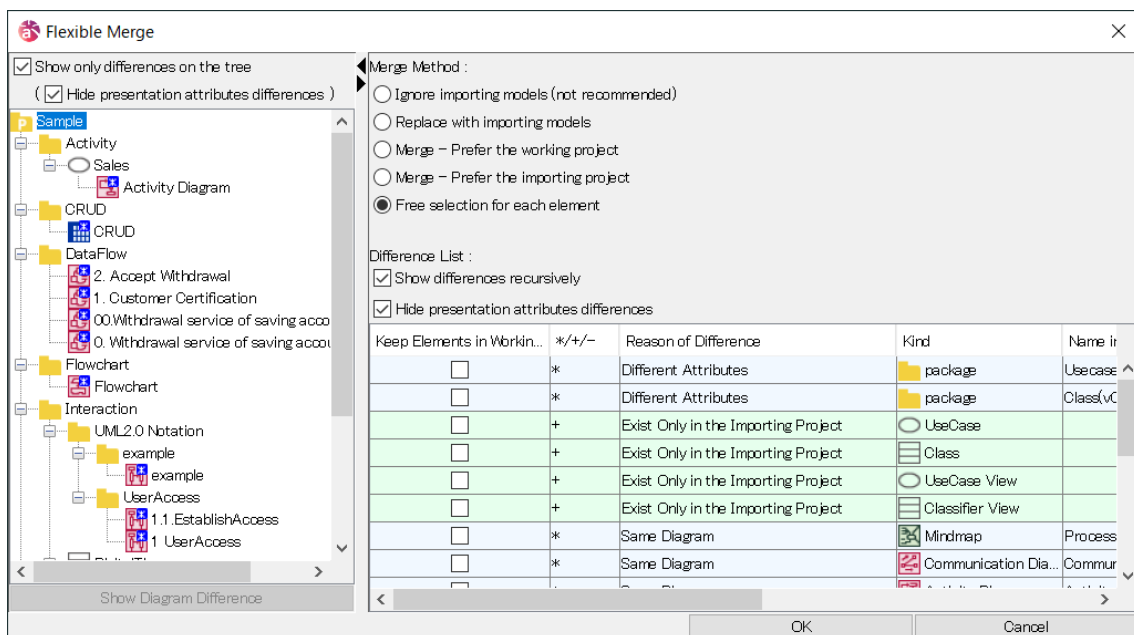 Flexible Merge
Show only differences on the tree
( Hide presentation attributes differences )
Sample
Activity
Sales
Activity Diagram
CRUD
CRUD
DataFlow
2. Accept Withdrawal
1. Customer Certification
00.Withdrawal service of saving acco
0. Withdrawal service of saving accou
Flowchart
Flowchart
Interaction
UML2.0 Notation
example
example
UserAccess
1.1.EstablishAccess
1 UserAccess
Show Diagram Difference
Merge Method :
Ignore importing models (not recommended)
Replace with importing models
Merge - Prefer the working project
Merge - Prefer the importing project
Free selection for each element
Difference List :
Show differences recursively
Hide presentation attributes differences
Keep Elements in Workin... */+/- Reason of Difference Kind Name in
* Different Attributes package Usecase
* Different Attributes package Class(vC
+ Exist Only in the Importing Project UseCase
+ Exist Only in the Importing Project Class
+ Exist Only in the Importing Project UseCase View
+ Exist Only in the Importing Project Classifier View
* Same Diagram Mindmap Process
* Same Diagram Communication Dia... Commun
OK Cancel